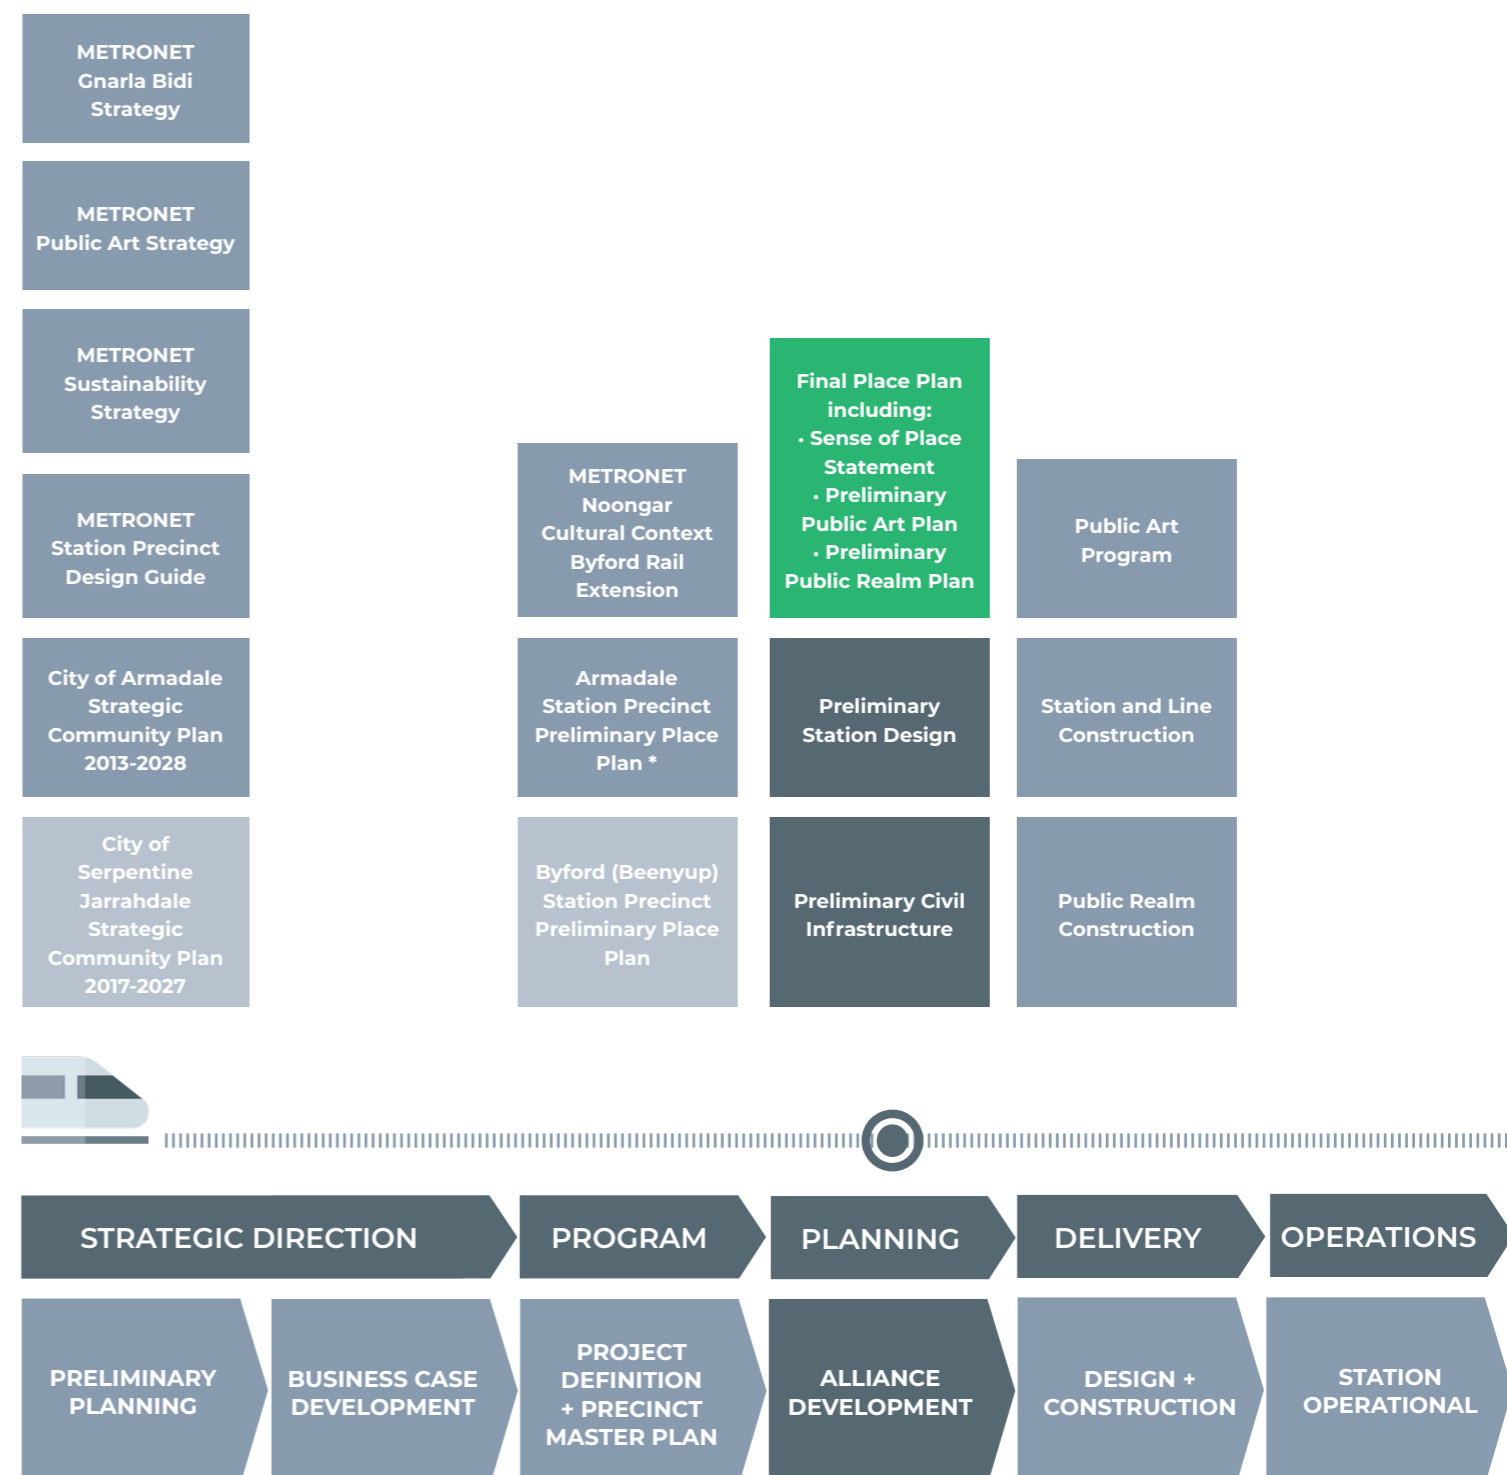 METRONET
Gnarla Bidi
Strategy
METRONET
Public Art Strategy
METRONET
Sustainability
Strategy
METRONET
Station Precinct
Design Guide
City of Armadale
Strategic
Community Plan
2013-2028
City of
Serpentine
Jarrahdale
Strategic
Community Plan
2017-2027
METRONET
Noongar
Cultural Context
Byford Rail
Extension
Armadale
Station Precinct
Preliminary Place
Plan *
Byford (Beenyup)
Station Precinct
Preliminary Place
Plan
Final Place Plan
including:
• Sense of Place
Statement
• Preliminary
Public Art Plan
• Preliminary
Public Realm Plan
Preliminary
Station Design
Preliminary Civil
Infrastructure
Public Art
Program
Station and Line
Construction
Public Realm
Construction
STRATEGIC DIRECTION
PROGRAM
PLANNING
DELIVERY
OPERATIONS
PRELIMINARY
PLANNING
BUSINESS CASE
DEVELOPMENT
PROJECT
DEFINITION
+ PRECINCT
MASTER PLAN
ALLIANCE
DEVELOPMENT
DESIGN +
CONSTRUCTION
STATION
OPERATIONAL